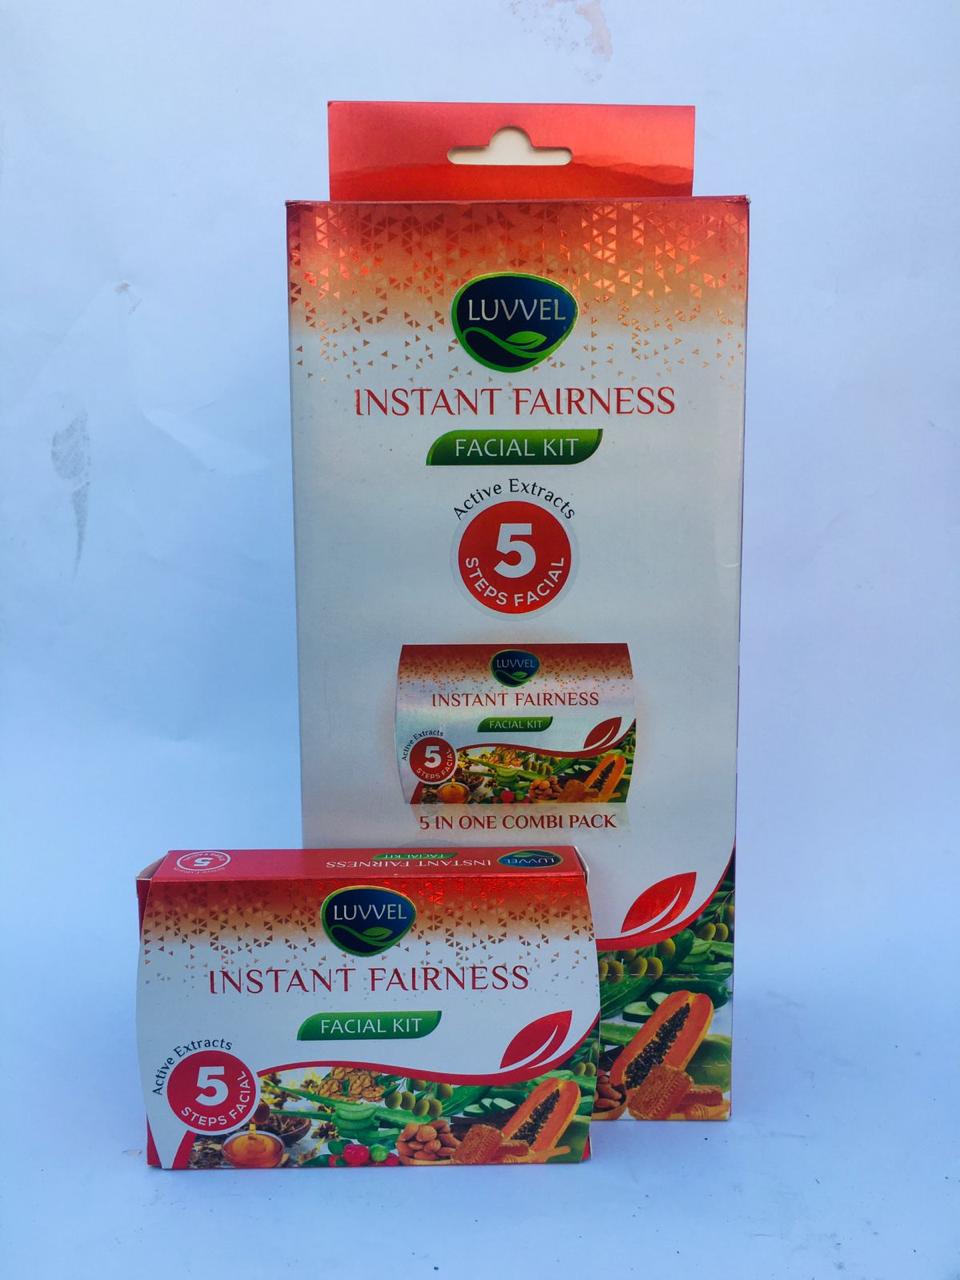 LUVVEL
INSTANT FAIRNESS
FACIAL KIT
Active Extracts
5
STEPS FACIAL
LUVVEL
INSTANT FAIRNESS
FACIAL KIT
Active Extracts
5
STEPS FACIAL
5 IN ONE COMBI PACK
5
INSTANT FAIRNESS
FACIAL KIT
LUVVEL
LUVVEL
INSTANT FAIRNESS
FACIAL KIT
Active Extracts
5
STEPS FACIAL